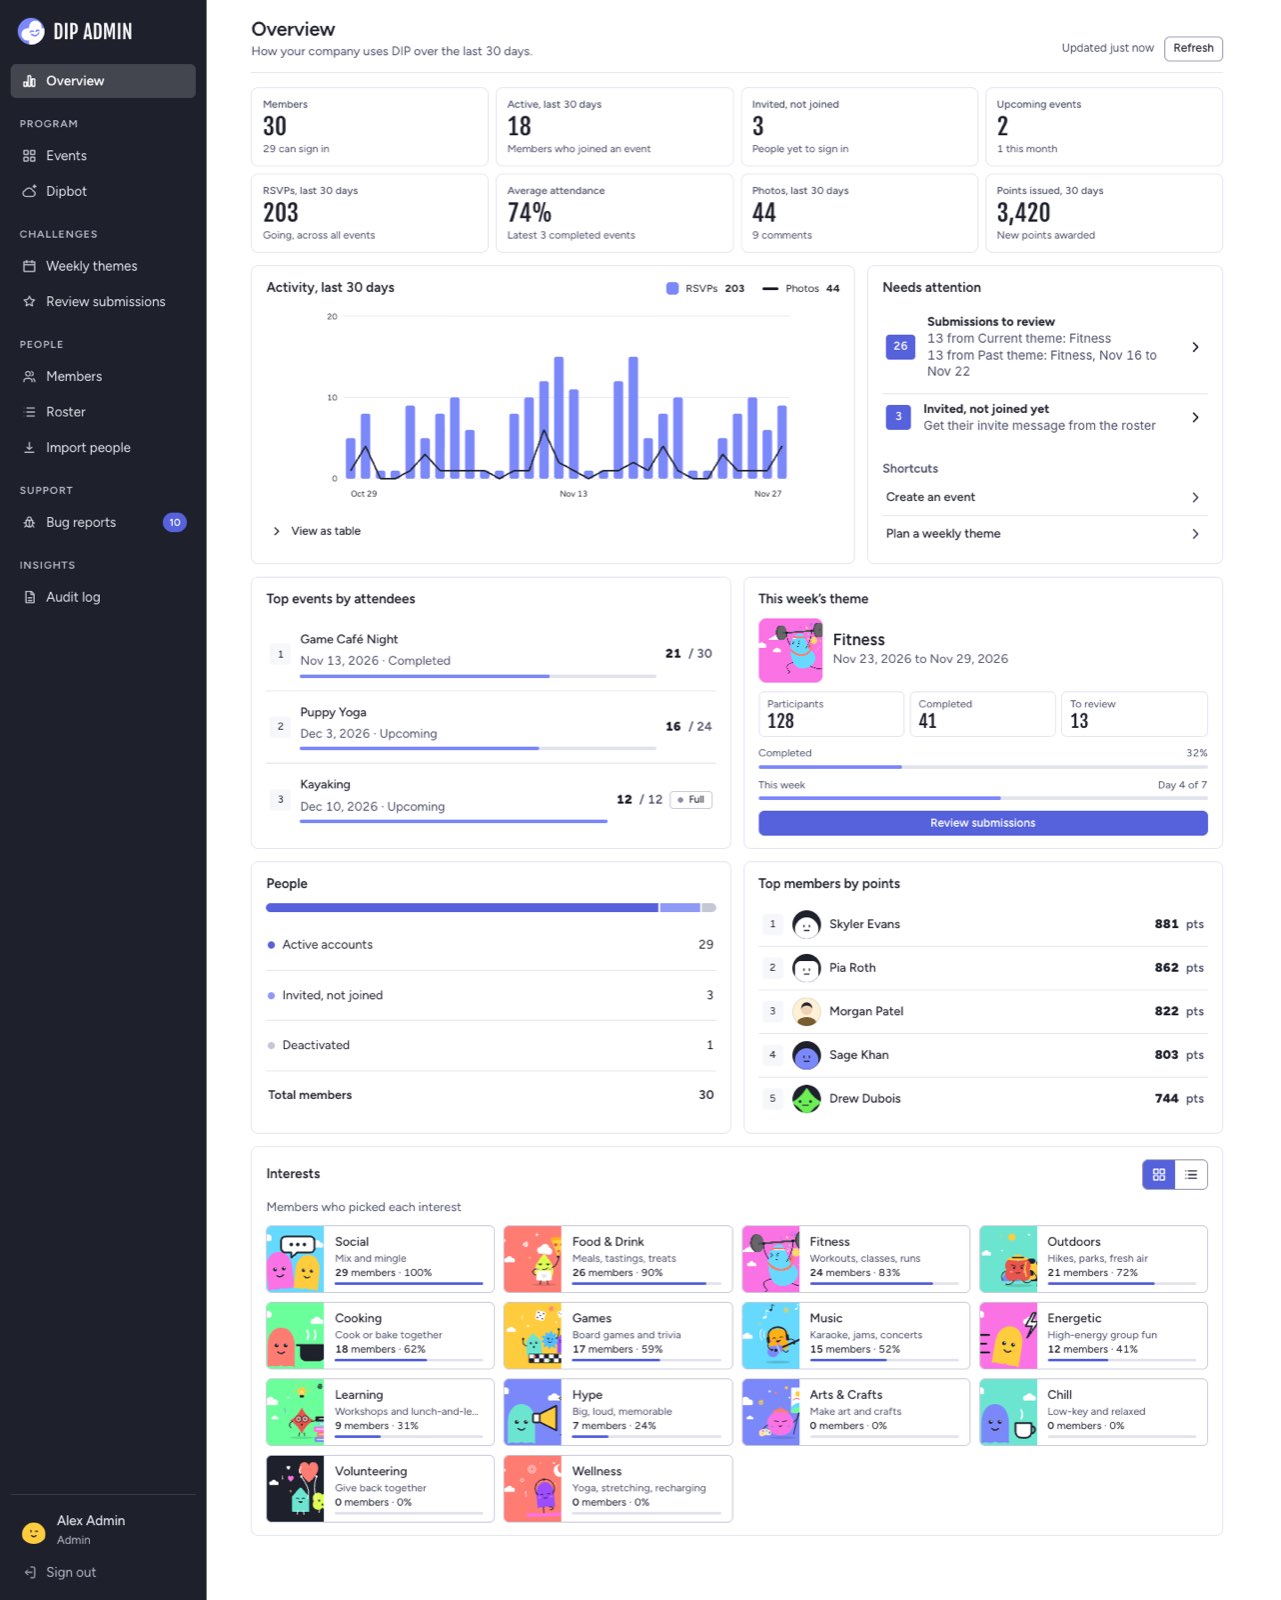 DIP ADMIN
Overview
PROGRAM
Events
Dipbot
CHALLENGES
Weekly themes
Review submissions
PEOPLE
Members
Roster
Import people
SUPPORT
Bug reports 10
INSIGHTS
Audit log
Alex Admin
Admin
Sign out
Overview
How your company uses DIP over the last 30 days.
Updated just now Refresh
Members
30
29 can sign in
Active, last 30 days
18
Members who joined an event
Invited, not joined
3
People yet to sign in
Upcoming events
2
1 this month
RSVPs, last 30 days
203
Going, across all events
Average attendance
74%
Latest 3 completed events
Photos, last 30 days
44
9 comments
Points issued, 30 days
3,420
New points awarded
Activity, last 30 days
RSVPs 203 Photos 44
20
10
0
Oct 29 Nov 13 Nov 27
View as table
Needs attention
26
Submissions to review
13 from Current theme: Fitness
13 from Past theme: Fitness, Nov 16 to
Nov 22
3
Invited, not joined yet
Get their invite message from the roster
Shortcuts
Create an event
Plan a weekly theme
Top events by attendees
1
Game Café Night
Nov 13, 2026 · Completed
21 / 30
2
Puppy Yoga
Dec 3, 2026 · Upcoming
16 / 24
3
Kayaking
Dec 10, 2026 · Upcoming
12 / 12 Full
This week's theme
Fitness
Nov 23, 2026 to Nov 29, 2026
Participants
128
Completed
41
To review
13
Completed 32%
This week Day 4 of 7
Review submissions
People
Active accounts 29
Invited, not joined 3
Deactivated 1
Total members 30
Top members by points
1 Skyler Evans 881 pts
2 Pia Roth 862 pts
3 Morgan Patel 822 pts
4 Sage Khan 803 pts
5 Drew Dubois 744 pts
Interests
Members who picked each interest
Social
Mix and mingle
29 members · 100%
Food & Drink
Meals, tastings, treats
26 members · 90%
Fitness
Workouts, classes, runs
24 members · 83%
Outdoors
Hikes, parks, fresh air
21 members · 72%
Cooking
Cook or bake together
18 members · 62%
Games
Board games and trivia
17 members · 59%
Music
Karaoke, jams, concerts
15 members · 52%
Energetic
High-energy group fun
12 members · 41%
Learning
Workshops and lunch-and-le...
9 members · 31%
Hype
Big, loud, memorable
7 members · 24%
Arts & Crafts
Make art and crafts
0 members · 0%
Chill
Low-key and relaxed
0 members · 0%
Volunteering
Give back together
0 members · 0%
Wellness
Yoga, stretching, recharging
0 members · 0%